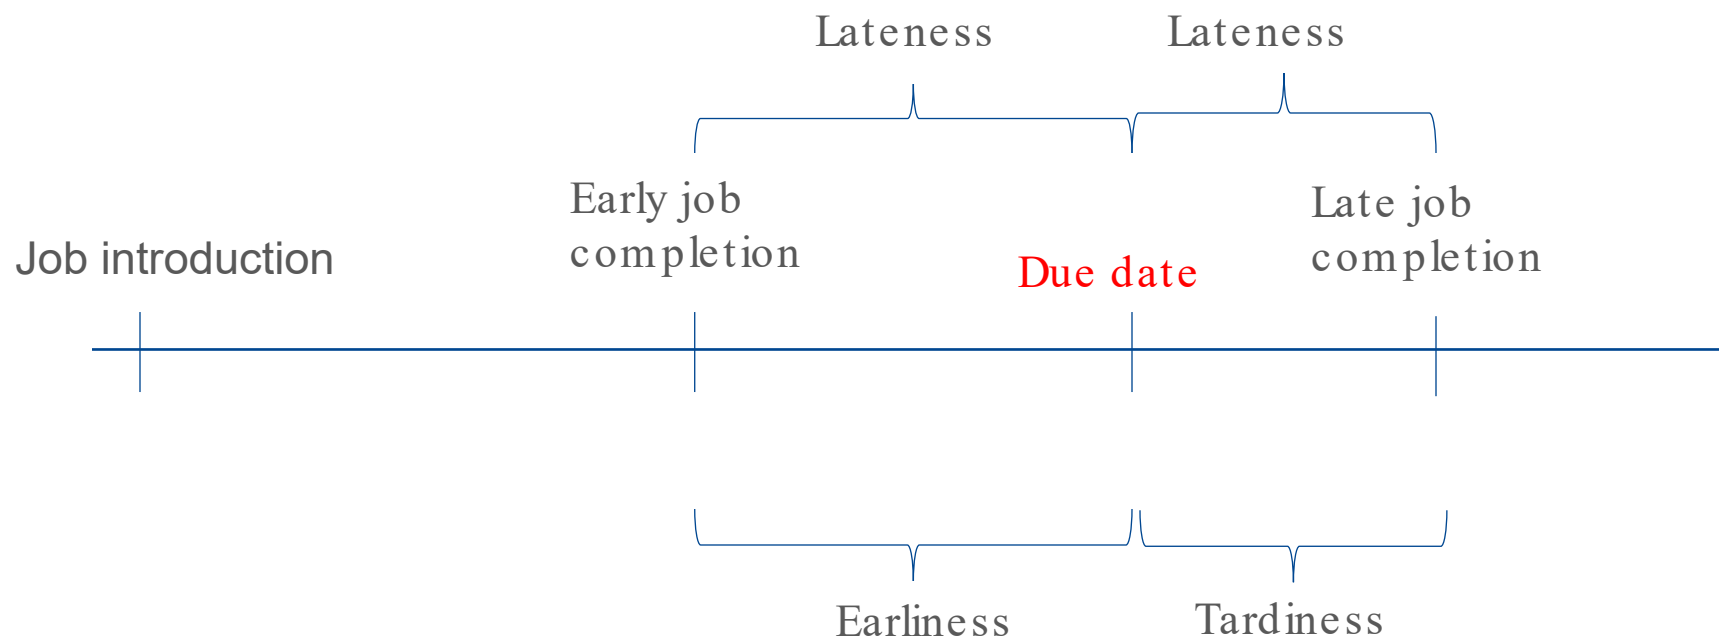 Lateness
Lateness
Early job
completion
Late job
completion
Job introduction
Due date
Earliness
Tardiness